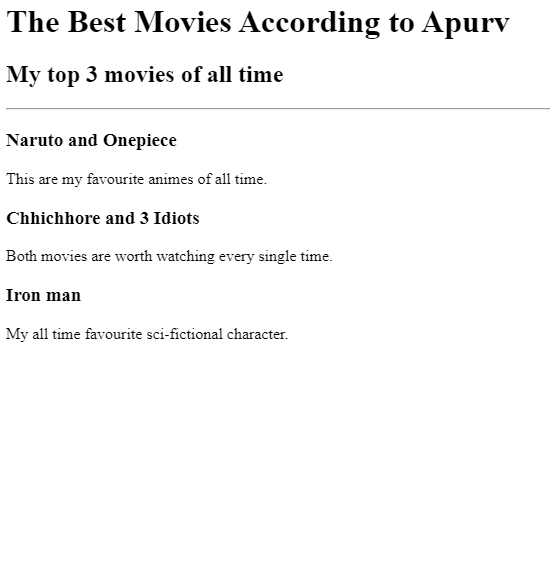 The Best Movies According to Apurv
My top 3 movies of all time
Naruto and Onepiece
This are my favourite animes of all time.
Chhichhore and 3 Idiots
Both movies are worth watching every single time.
Iron man
My all time favourite sci-fictional character.